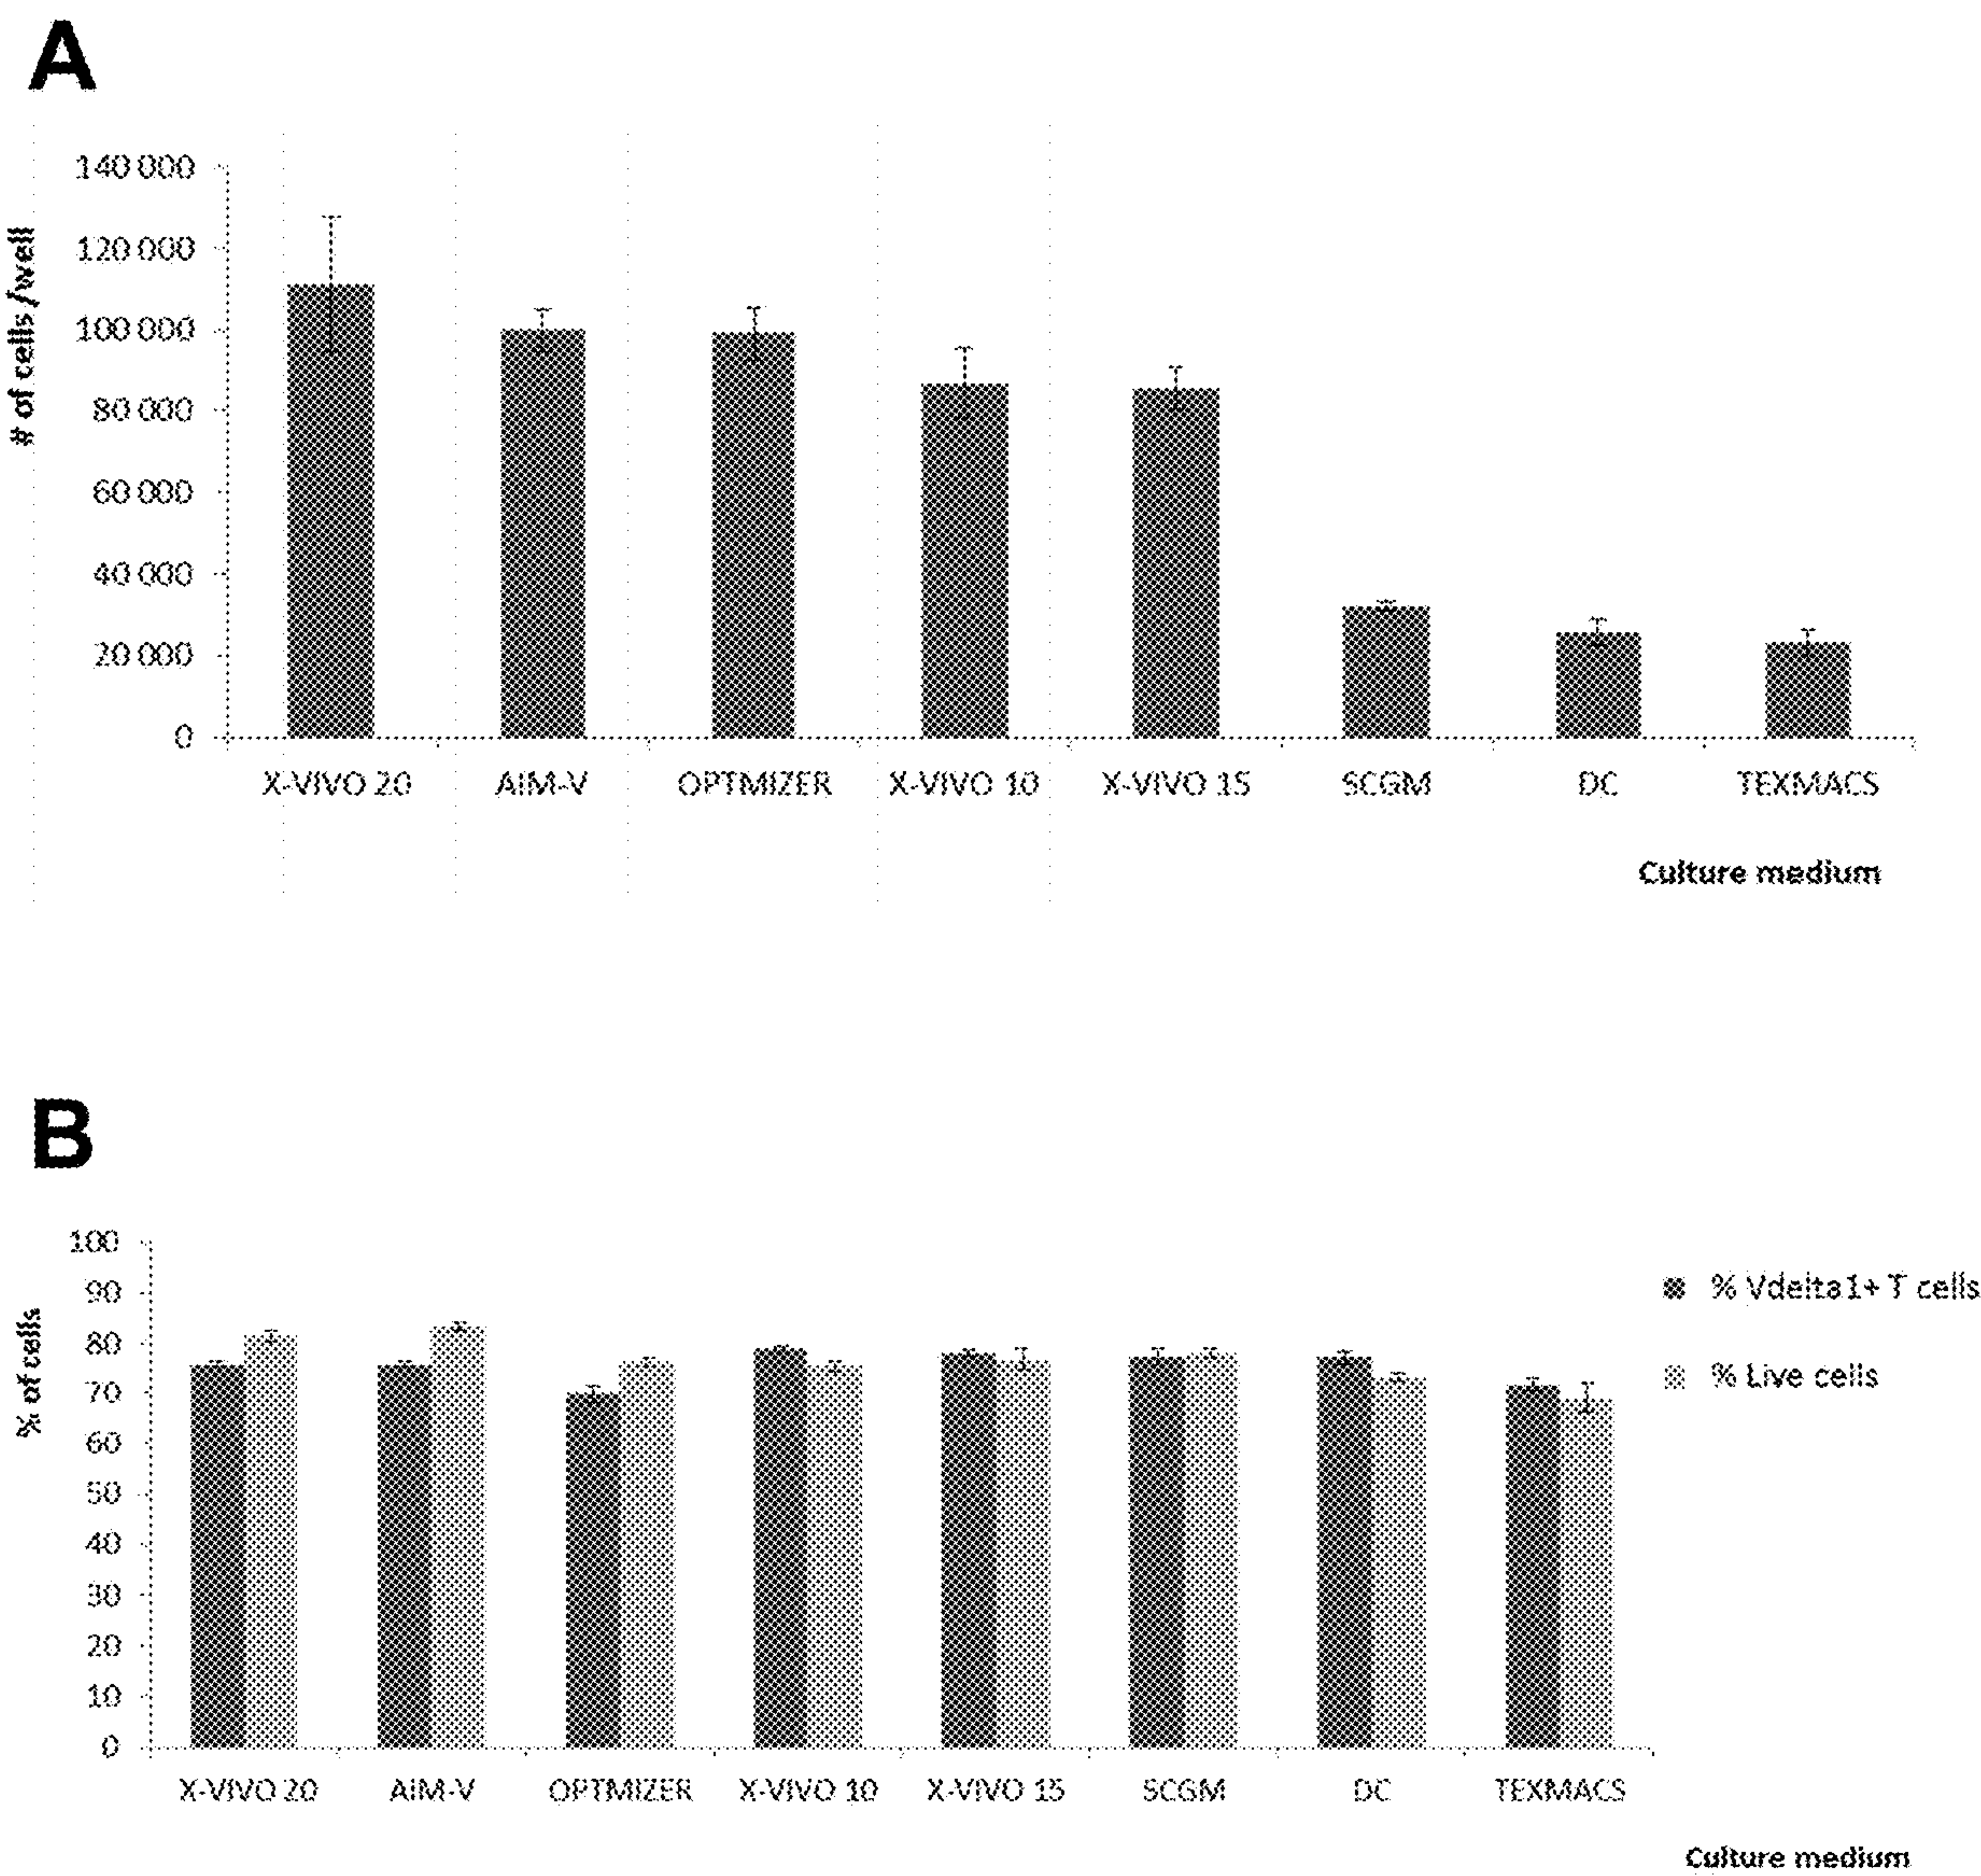 A
# of cells /well
140 000
120 000
100 000
80 000
60 000
40 000
20 000
0
X-VIVO 20 AIM-V OPTMIZER X-VIVO 10 X-VIVO 15 SCGM DC TEXMACS
Culture medium
B
% of cells
100
90
80
70
60
50
40
30
20
10
0
% Vdelta1+ T cells
% Live cells
X-VIVO 20 AIM-V OPTMIZER X-VIVO 10 X-VIVO 15 SCGM DC TEXMACS
Culture medium